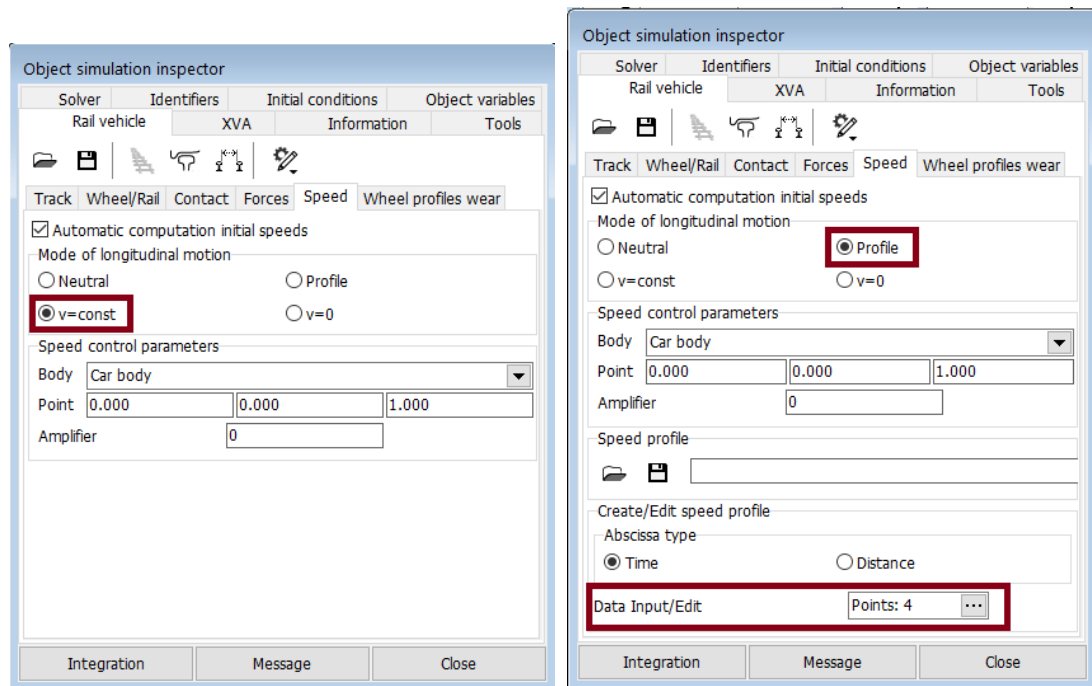 Object simulation inspector
Solver Identifiers Initial conditions Object variables
Rail vehicle XVA Information Tools
Track Wheel/Rail Contact Forces Speed Wheel profiles wear
Automatic computation initial speeds
Mode of longitudinal motion
Neutral Profile
v=const v=0
Speed control parameters
Body Car body
Point 0.000 0.000 1.000
Amplifier 0
Integration Message Close
Object simulation inspector
Solver Identifiers Initial conditions Object variables
Rail vehicle XVA Information Tools
Track Wheel/Rail Contact Forces Speed Wheel profiles wear
Automatic computation initial speeds
Mode of longitudinal motion
Neutral Profile
v=const v=0
Speed control parameters
Body Car body
Point 0.000 0.000 1.000
Amplifier 0
Speed profile
Create/Edit speed profile
Abscissa type
Time Distance
Data Input/Edit Points: 4 ...
Integration Message Close